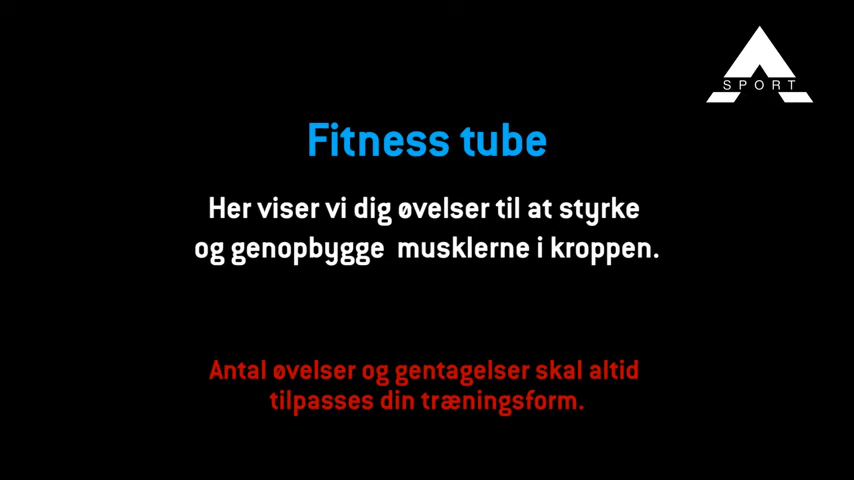 SPORT
Fitness tube
Her viser vi dig øvelser til at styrke
og genopbygge musklerne i kroppen.
Antal øvelser og gentagelser skal altid
tilpasses din træningsform.